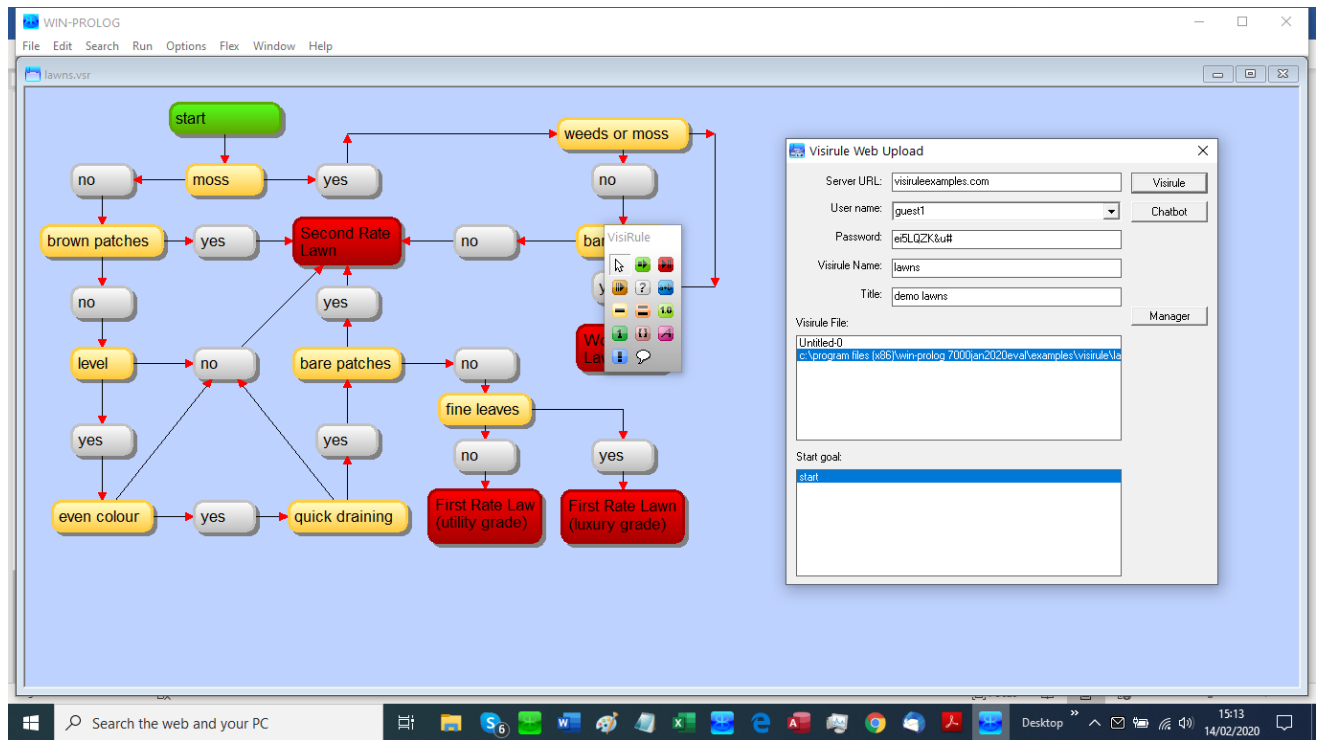 WIN-PROLOG
File Edit Search Run Options Flex Window Help
lawns.vsr
start
weeds or moss
no
moss
yes
no
brown patches
yes
Second Rate
Lawn
no
VisiRule
no
yes
level
no
bare patches
no
fine leaves
yes
yes
no
yes
even colour
yes
quick draining
First Rate Law
(utility grade)
First Rate Lawn
(luxury grade)
Visirule Web Upload
Server URL: visiruleexamples.com
Visirule
User name: guest1
Chatbot
Password: ei5LQZK&u#
Visirule Name: lawns
Title: demo lawns
Manager
Visirule File:
Untitled-0
c:\program files (x86)\win-prolog 7000jan2020eval\examples\visirule\la
Start goal:
start
Search the web and your PC
6
Desktop
15:13
14/02/2020